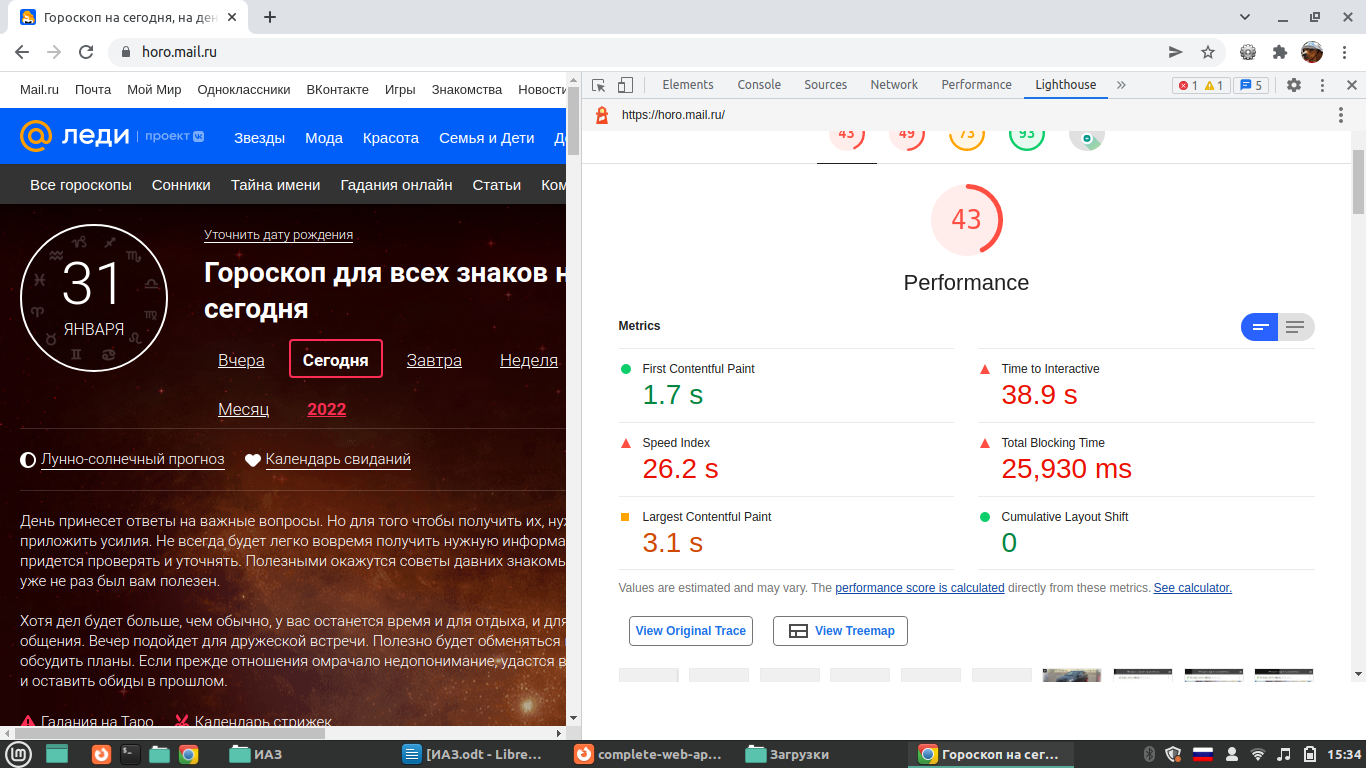 Гороскоп на сегодня, на ден
horo.mail.ru
Mail.ru Почта Мой Мир Одноклассники ВКонтакте Игры Знакомства Новости
леди проект
Звезды Мода Красота Семья и Дети
Все гороскопы Сонники Тайна имени Гадания онлайн Статьи Ком
31
ЯНВАРЯ
Уточнить дату рождения
Гороскоп для всех знаков н
сегодня
Вчера Сегодня Завтра Неделя
Месяц 2022
Лунно-солнечный прогноз Календарь свиданий
День принесет ответы на важные вопросы. Но для того чтобы получить их, ну
приложить усилия. Не всегда будет легко вовремя получить нужную информа
придется проверять и уточнять. Полезными окажутся советы давних знаком
уже не раз был вам полезен.
Хотя дел будет больше, чем обычно, у вас останется время и для отдыха, и для
общения. Вечер подойдет для дружеской встречи. Полезно будет обменяться
обсудить планы. Если прежде отношения омрачало недопонимание, удастся в
и оставить обиды в прошлом.
Гадания на Таро Календарь стрижек
Elements Console Sources Network Performance Lighthouse » 1 1 5
https://horo.mail.ru/
43 49 73 93
43
Performance
Metrics
First Contentful Paint
1.7 s
Time to Interactive
38.9 s
Speed Index
26.2 s
Total Blocking Time
25,930 ms
Largest Contentful Paint
3.1 s
Cumulative Layout Shift
0
Values are estimated and may vary. The performance score is calculated directly from these metrics. See calculator.
View Original Trace View Treemap
ИАЗ [ИАЗ.odt - Libre... complete-web-ap... Загрузки Гороскоп на сег... 15:34